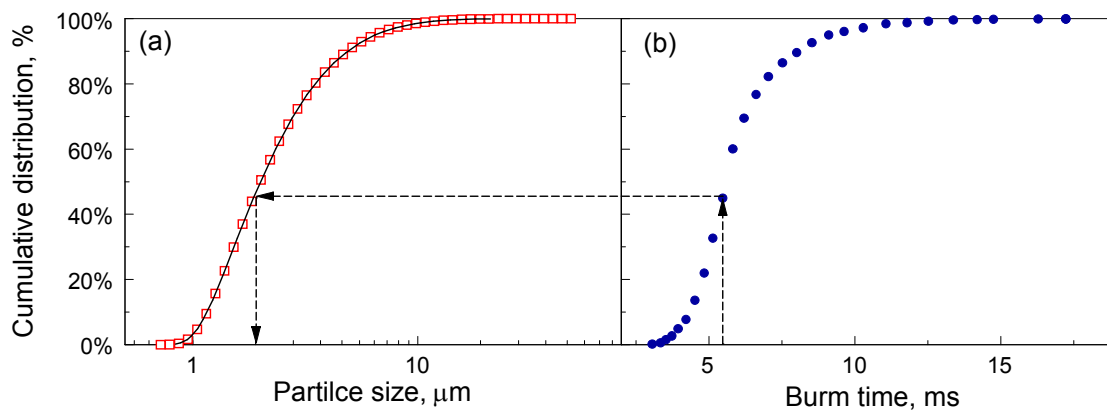 (a)
(b)
Cumulative distribution, %
100%
80%
60%
40%
20%
0%
1
10
5
10
15
Partilce size, μm
Burm time, ms